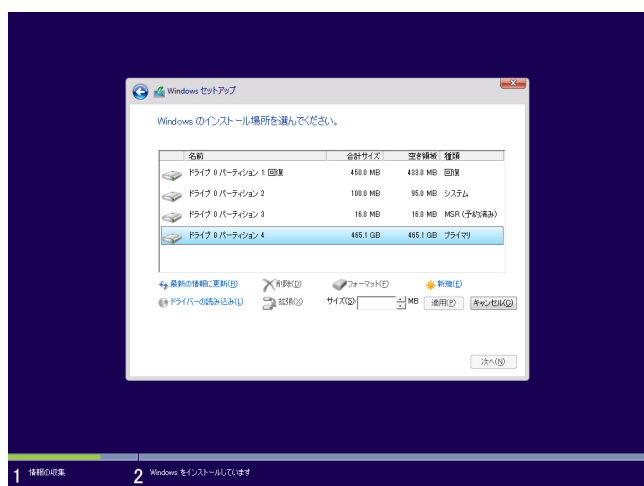 Windows セットアップ
Windows のインストール場所を選んでください。
名前 合計サイズ 空き領域 種類
ドライブ 0 パーティション 1: 回復 450.0 MB 433.0 MB 回復
ドライブ 0 パーティション 2 100.0 MB 95.0 MB システム
ドライブ 0 パーティション 3 16.0 MB 16.0 MB MSR (予約済み)
ドライブ 0 パーティション 4 465.1 GB 465.1 GB プライマリ
最新の情報に更新(R) 削除(D) フォーマット(F) 新規(E)
ドライバーの読み込み(L) 拡張(X) サイズ(S) MB 適用(P) キャンセル(C)
次へ(N)
1 情報の収集 2 Windows をインストールしています